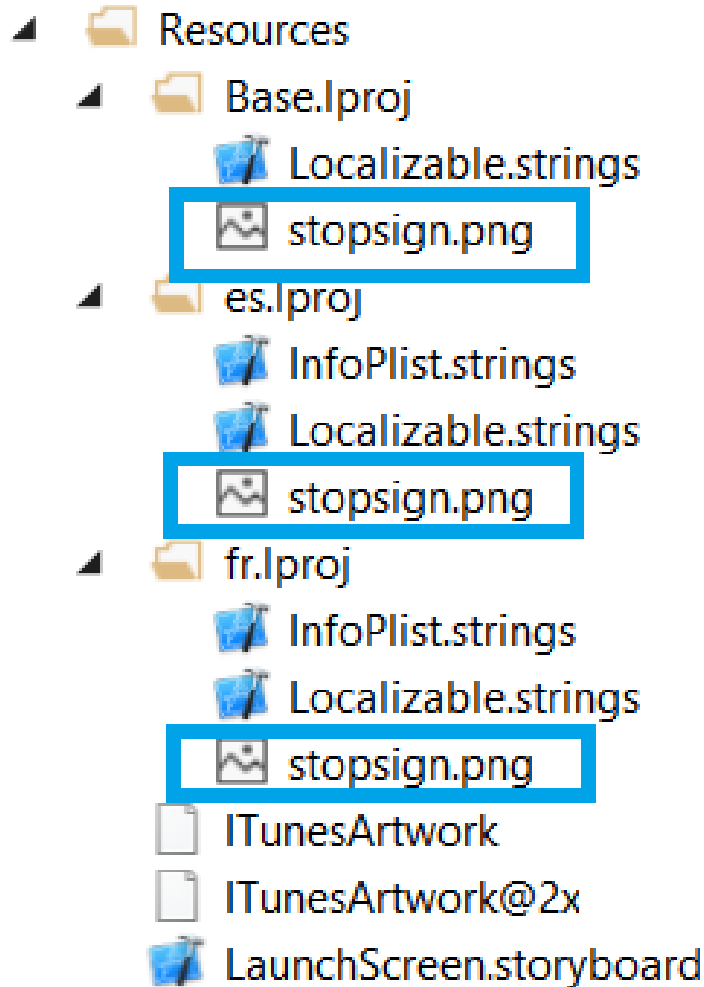 Resources
Base.lproj
Localizable.strings
stopsign.png
es.lproj
InfoPlist.strings
Localizable.strings
stopsign.png
fr.lproj
InfoPlist.strings
Localizable.strings
stopsign.png
ITunesArtwork
ITunesArtwork@2x
LaunchScreen.storyboard